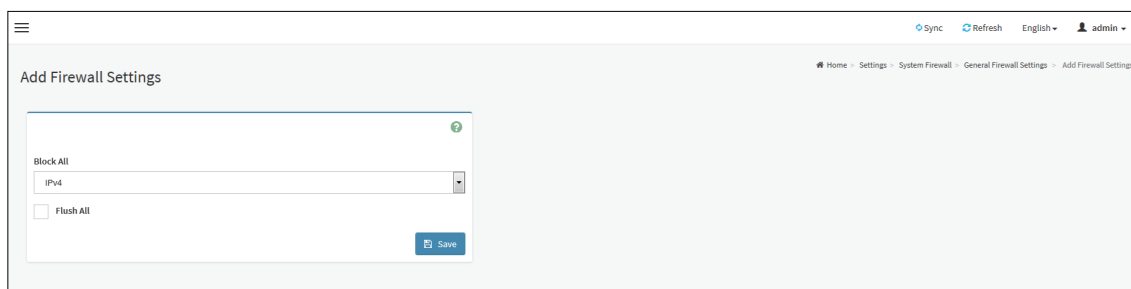 Sync Refresh English admin
Add Firewall Settings
Home > Settings > System Firewall > General Firewall Settings > Add Firewall Settings
Block All
IPv4
Flush All
Save